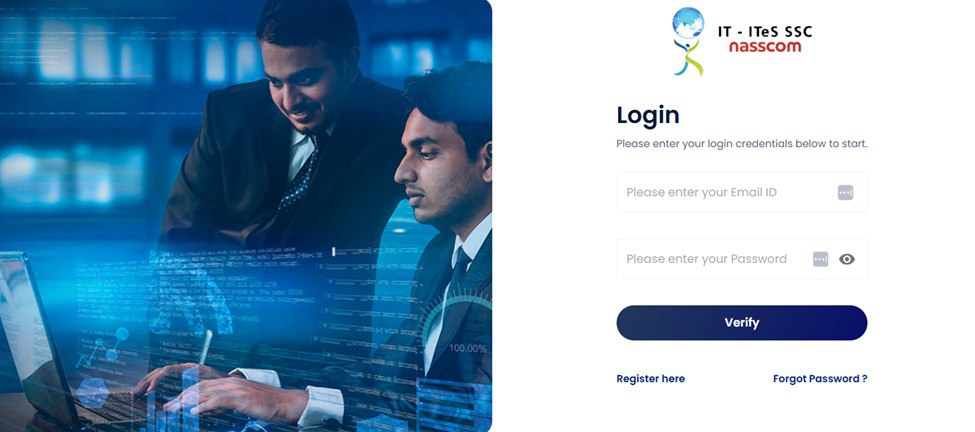 IT - ITeS SSC
nasscom
Login
Please enter your login credentials below to start.
Please enter your Email ID
Please enter your Password
Verify
100.00%
Register here
Forgot Password ?